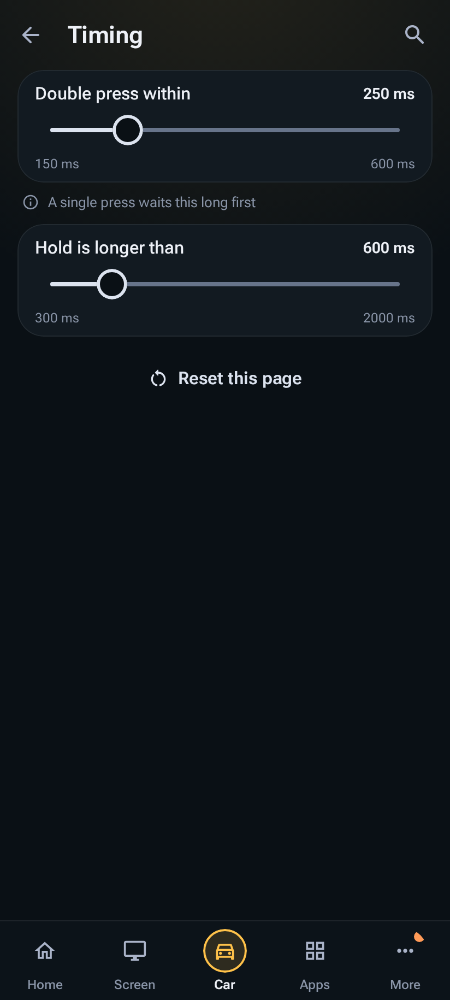 Timing
Double press within 250 ms
150 ms 600 ms
A single press waits this long first
Hold is longer than 600 ms
300 ms 2000 ms
Reset this page
Home Screen Car Apps More